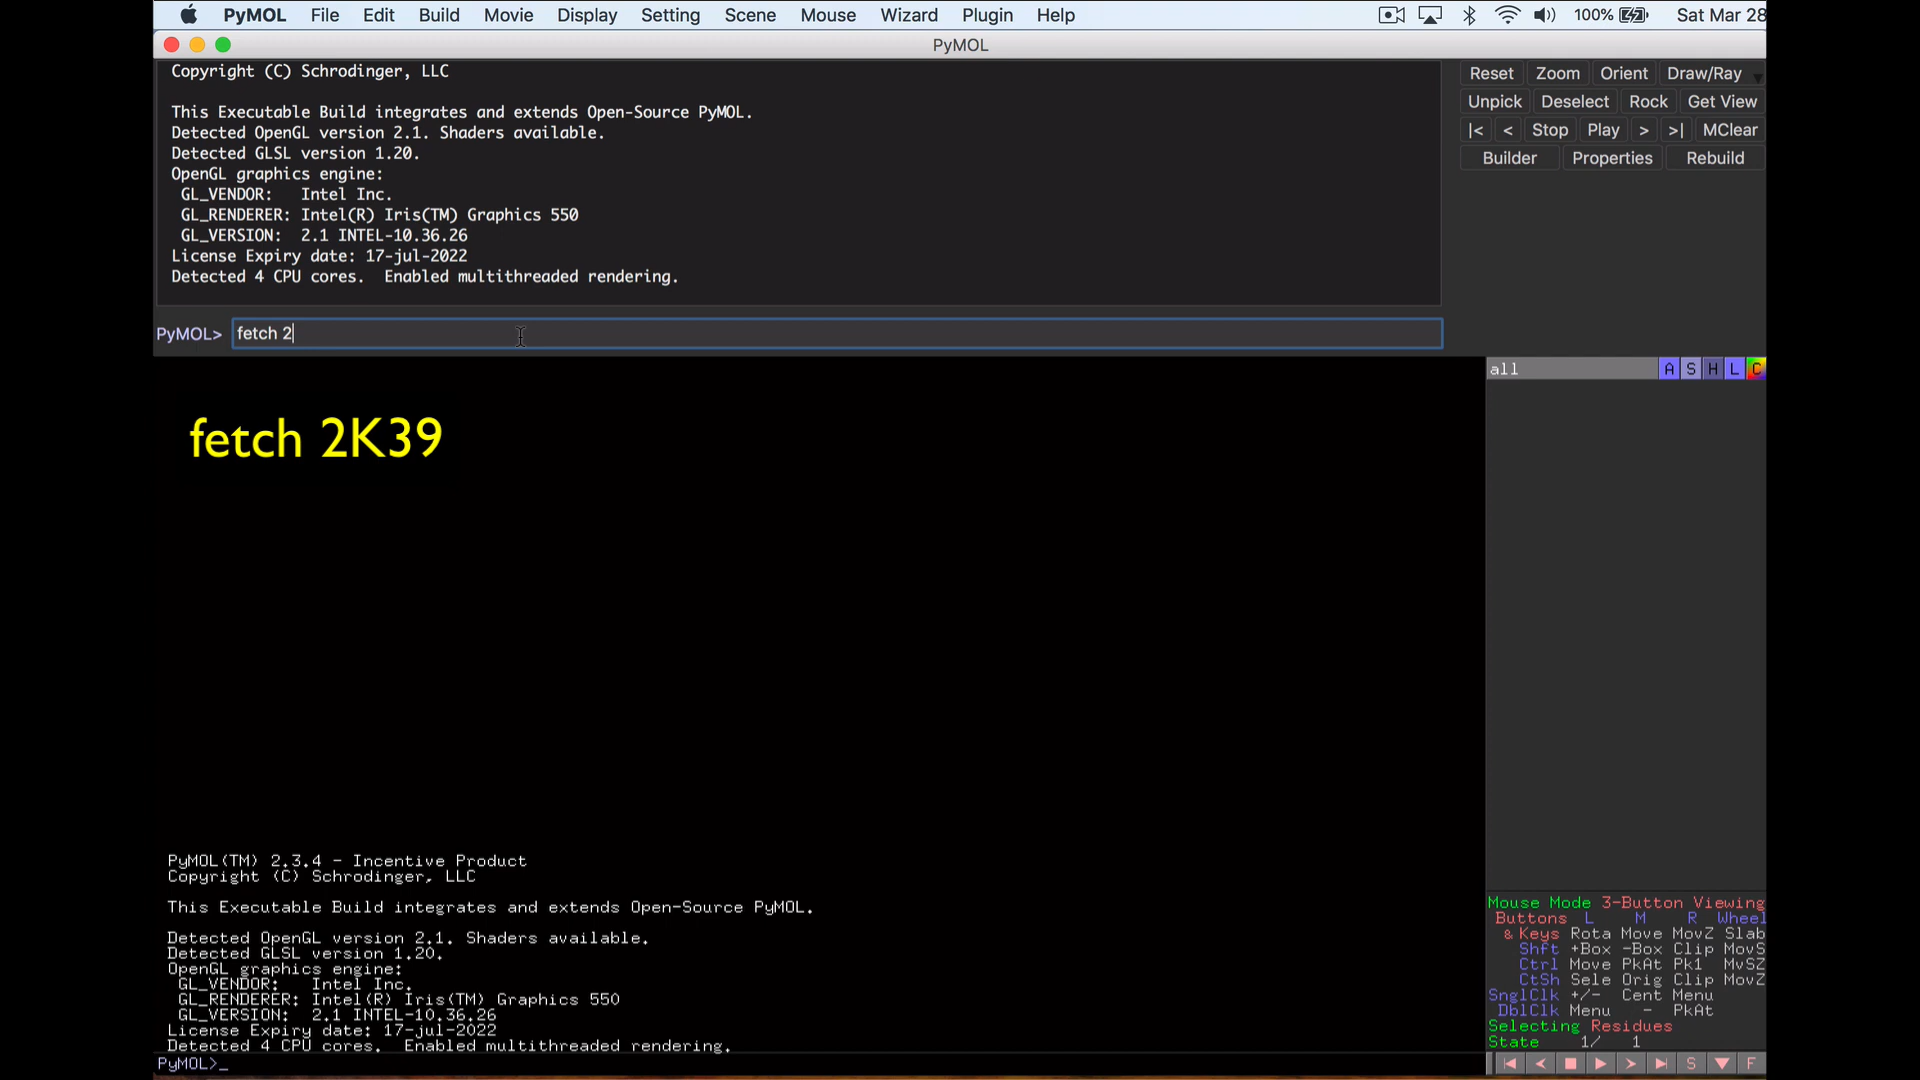 PyMOL File Edit Build Movie Display Setting Scene Mouse Wizard Plugin Help 100% Sat Mar 28
PyMOL
Copyright (C) Schrodinger, LLC
This Executable Build integrates and extends Open-Source PyMOL.
Detected OpenGL version 2.1. Shaders available.
Detected GLSL version 1.20.
OpenGL graphics engine:
GL_VENDOR: Intel Inc.
GL_RENDERER: Intel(R) Iris(TM) Graphics 550
GL_VERSION: 2.1 INTEL-10.36.26
License Expiry date: 17-jul-2022
Detected 4 CPU cores. Enabled multithreaded rendering.
Reset Zoom Orient Draw/Ray
Unpick Deselect Rock Get View
|< < Stop Play > >| MClear
Builder Properties Rebuild
PyMOL> fetch 2
all A S H L C
fetch 2K39
PyMOL(TM) 2.3.4 - Incentive Product
Copyright (C) Schrodinger, LLC
This Executable Build integrates and extends Open-Source PyMOL.
Detected OpenGL version 2.1. Shaders available.
Detected GLSL version 1.20.
OpenGL graphics engine:
GL_VENDOR: Intel Inc.
GL_RENDERER: Intel(R) Iris(TM) Graphics 550
GL_VERSION: 2.1 INTEL-10.36.26
License Expiry date: 17-jul-2022
Detected 4 CPU cores. Enabled multithreaded rendering.
PyMOL>_
Mouse Mode 3-Button Viewing
Buttons L M R Wheel
& Keys Rota Move MovZ Slab
Shft +Box -Box Clip MovS
Ctrl Move PkAt Pk1 MvSZ
CtSh Sele Orig Clip MovZ
SnglClk +/- Cent Menu
DblClk Menu - PkAt
Selecting Residues
State 1/ 1
S F